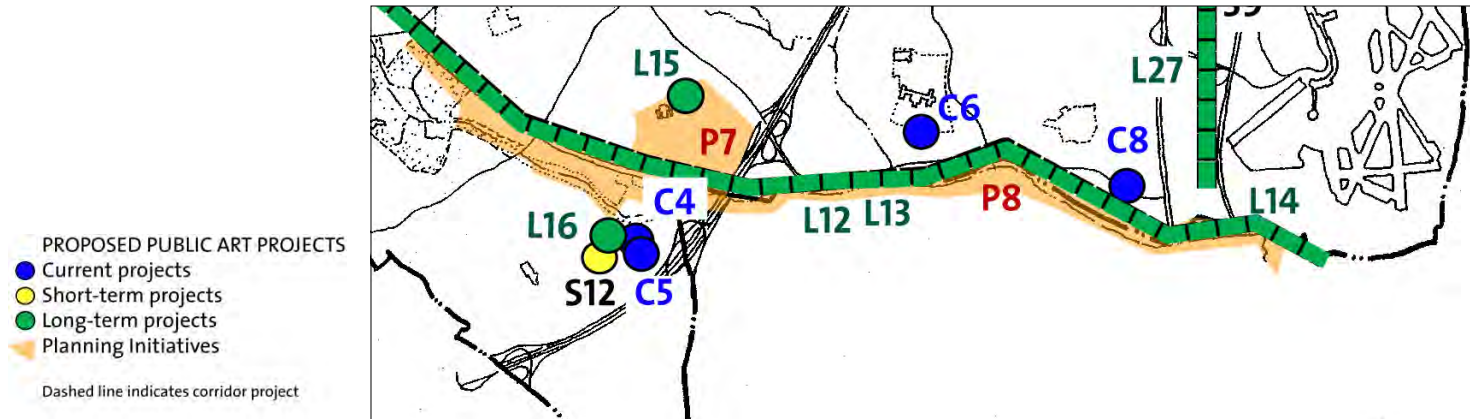 PROPOSED PUBLIC ART PROJECTS
Current projects
Short-term projects
Long-term projects
Planning Initiatives
Dashed line indicates corridor project
L15
P7
C6
L27
C8
C4
L16
L12
L13
P8
L14
S12
C5